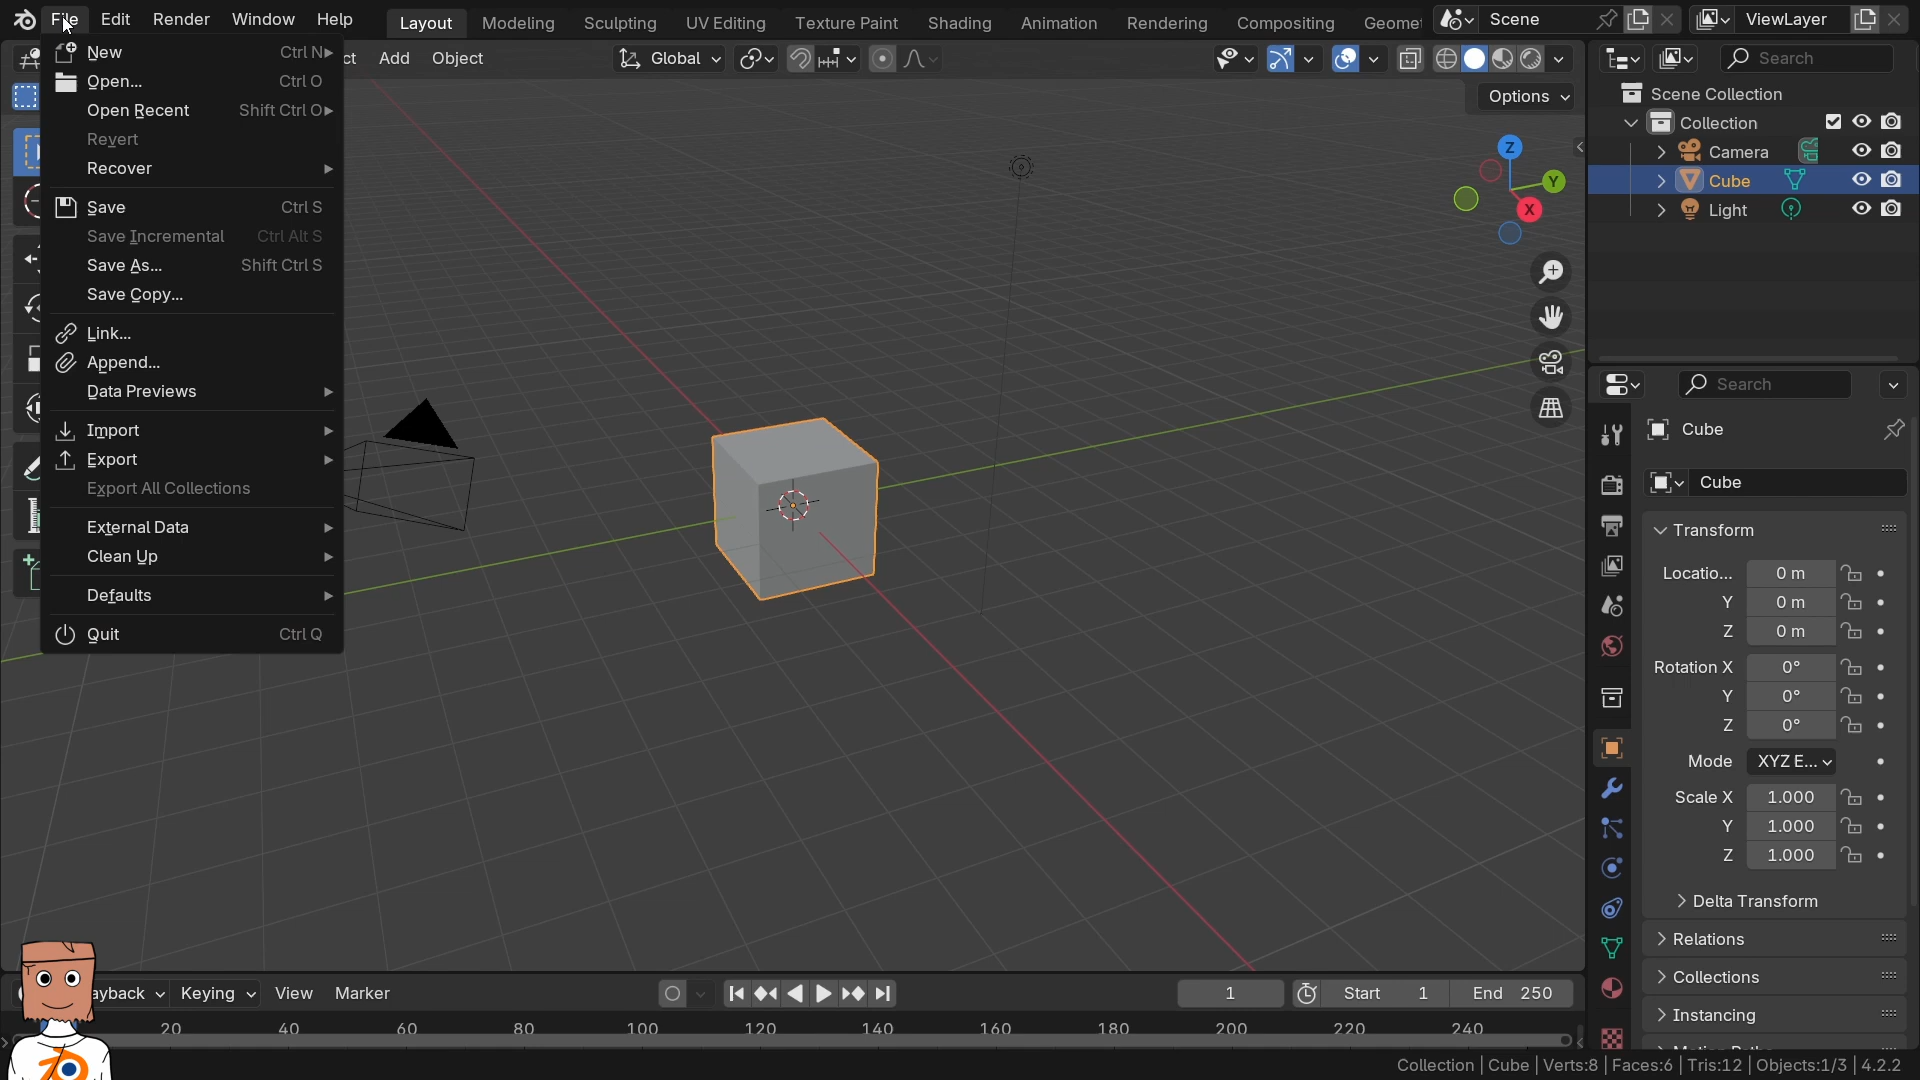 File Edit Render Window Help
Layout Modeling Sculpting UV Editing Texture Paint Shading Animation Rendering Compositing Geomet
Scene
ViewLayer
ct Add Object
Global
Options
New Ctrl N
Open... Ctrl O
Open Recent Shift Ctrl O
Revert
Recover
Save Ctrl S
Save Incremental Ctrl Alt S
Save As... Shift Ctrl S
Save Copy...
Link...
Append...
Data Previews
Import
Export
Export All Collections
External Data
Clean Up
Defaults
Quit Ctrl Q
Z
Y
X
Search
Scene Collection
Collection
Camera
Cube
Light
Search
Cube
Cube
Transform
Locatio... 0 m
Y 0 m
Z 0 m
Rotation X 0°
Y 0°
Z 0°
Mode XYZ E...
Scale X 1.000
Y 1.000
Z 1.000
Delta Transform
Relations
Collections
Instancing
ayback Keying View Marker
1
Start 1
End 250
20 40 60 80 100 120 140 160 180 200 220 240
Collection | Cube | Verts:8 | Faces:6 | Tris:12 | Objects:1/3 | 4.2.2